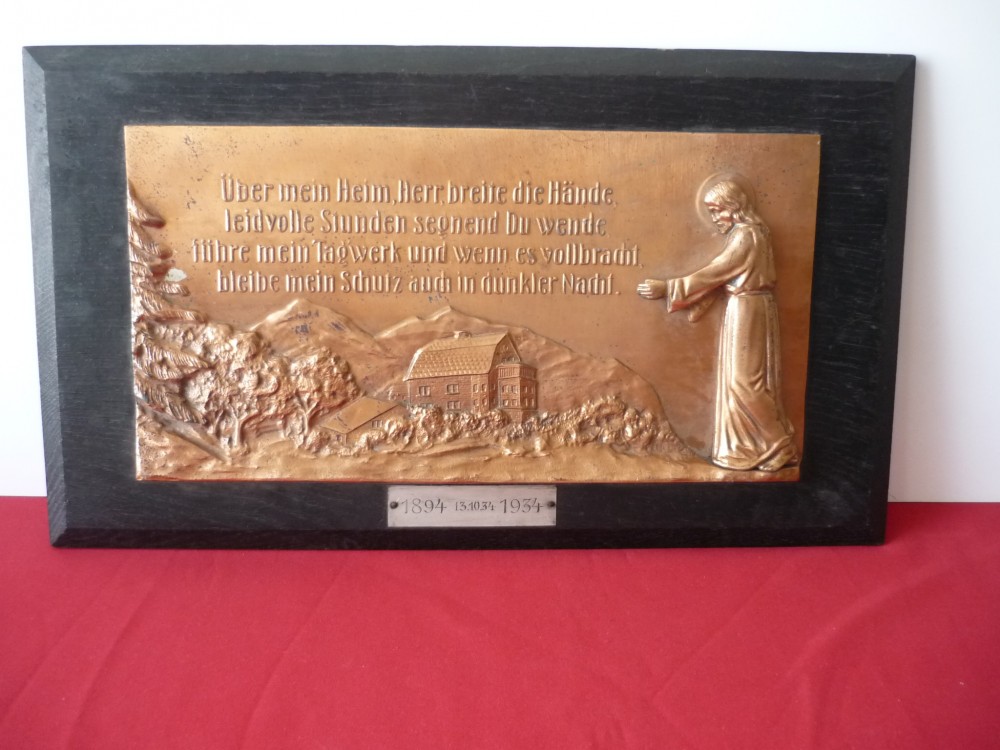 Über mein Heim, Herr, breite die Hände,
leidvolle Stunden segnend Du wende
führe mein Tagwerk und wenn es vollbracht,
bleibe mein Schutz auch in dunkler Nacht.
1894 13.10.34 1934